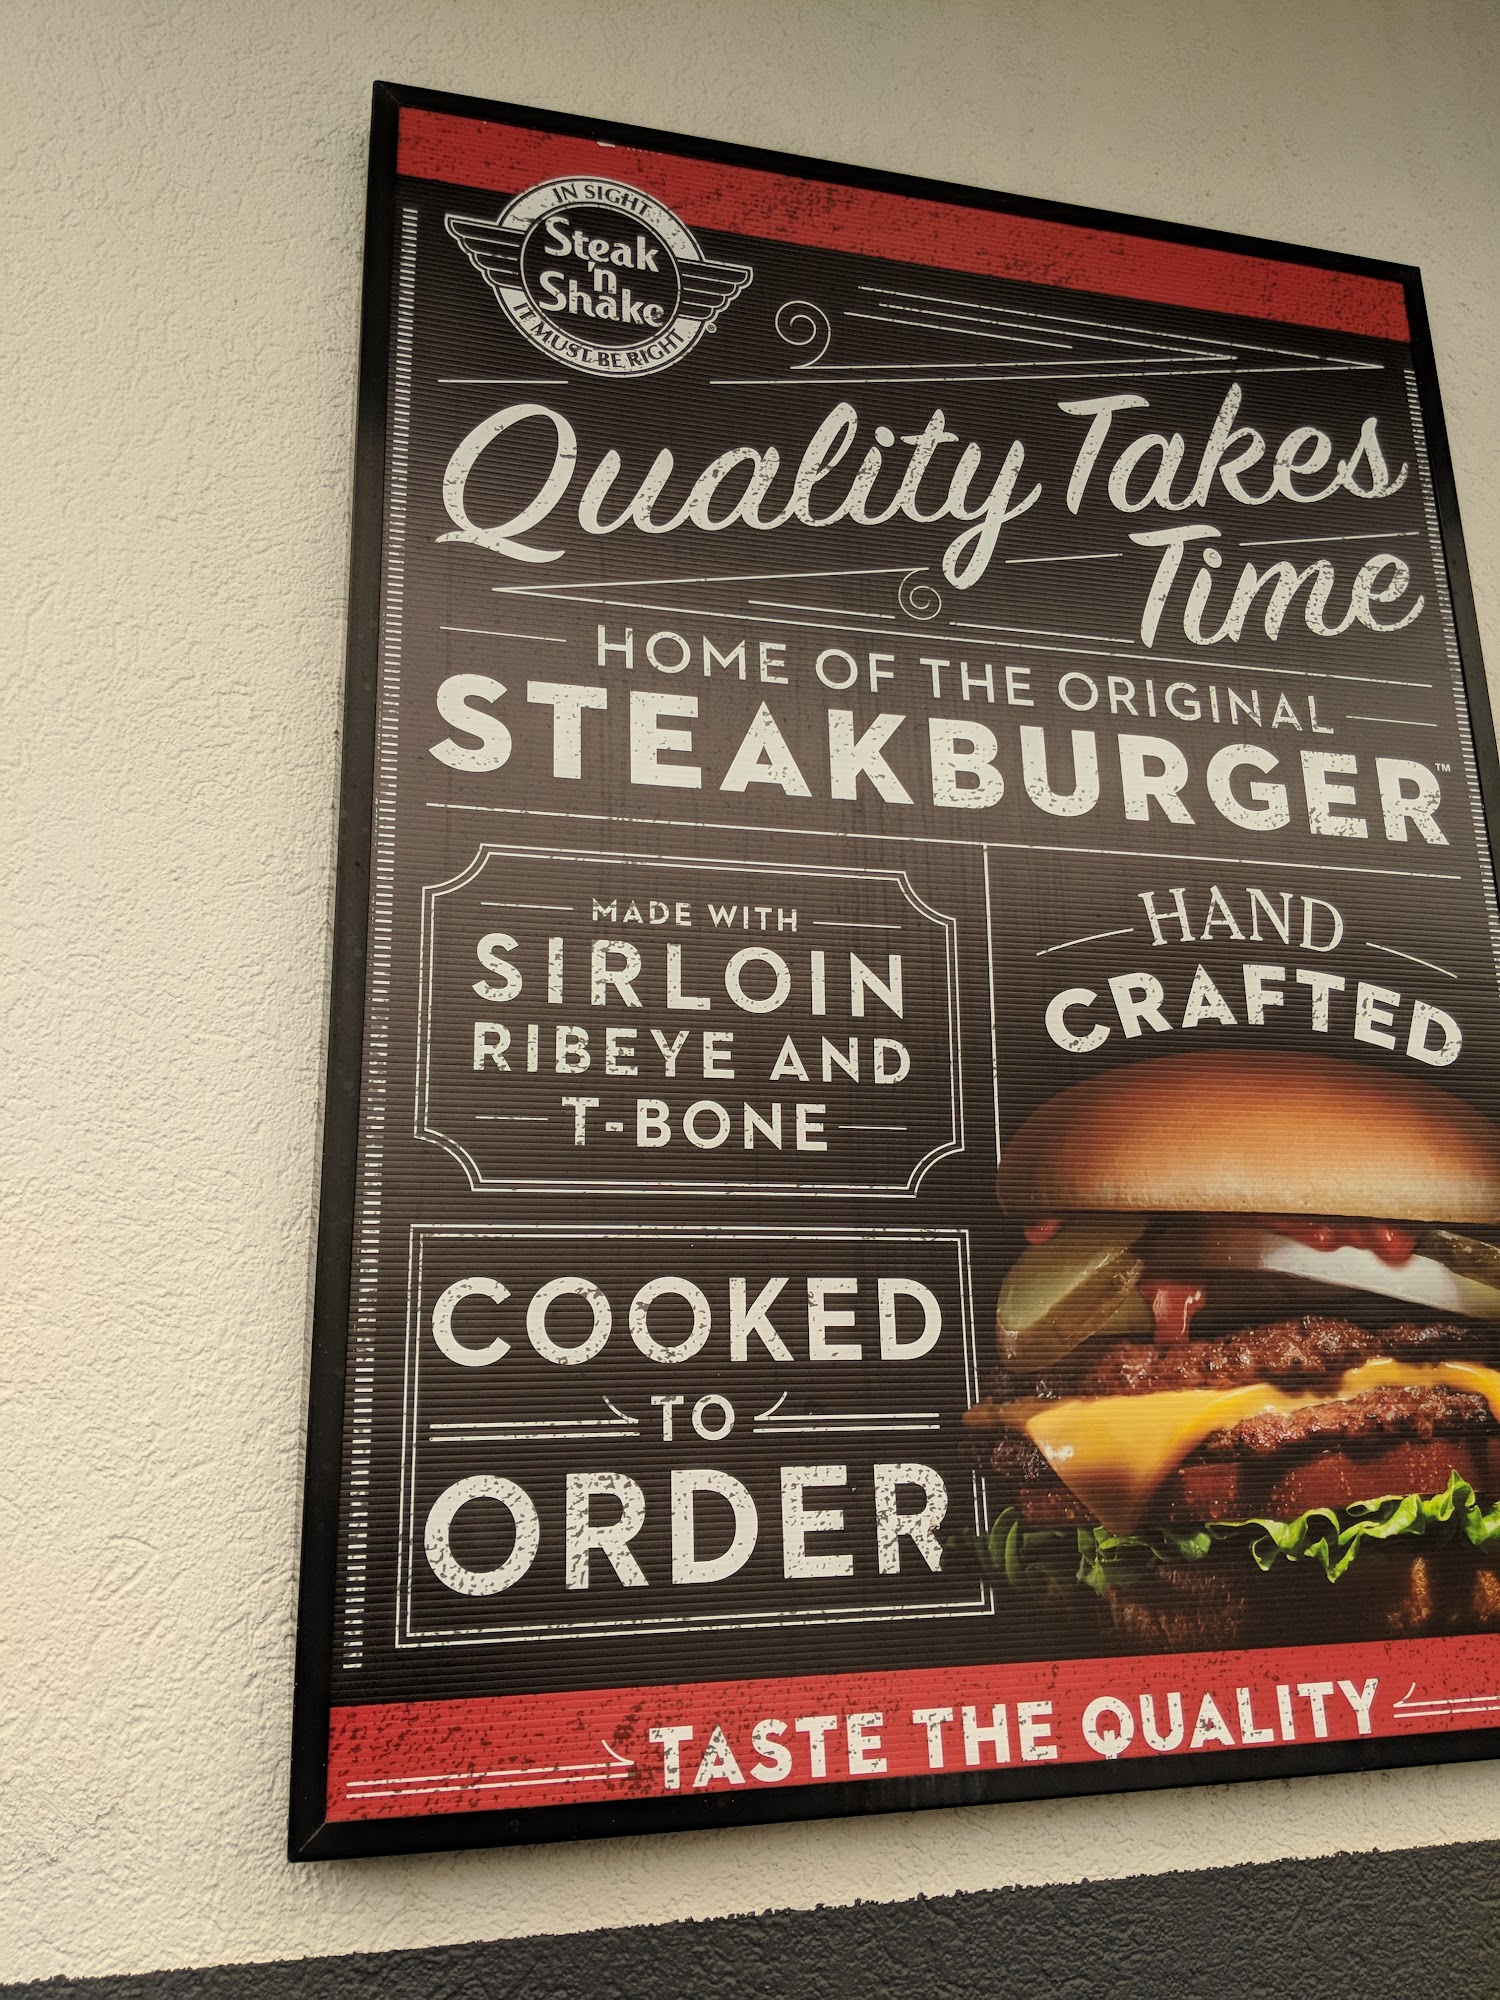 IN SIGHT
Steak
'n
Shake
IT MUST BE RIGHT
®
Quality Takes
Time
HOME OF THE ORIGINAL
STEAKBURGER™
MADE WITH
SIRLOIN
RIBEYE AND
T-BONE
HAND
CRAFTED
COOKED
TO
ORDER
TASTE THE QUALITY